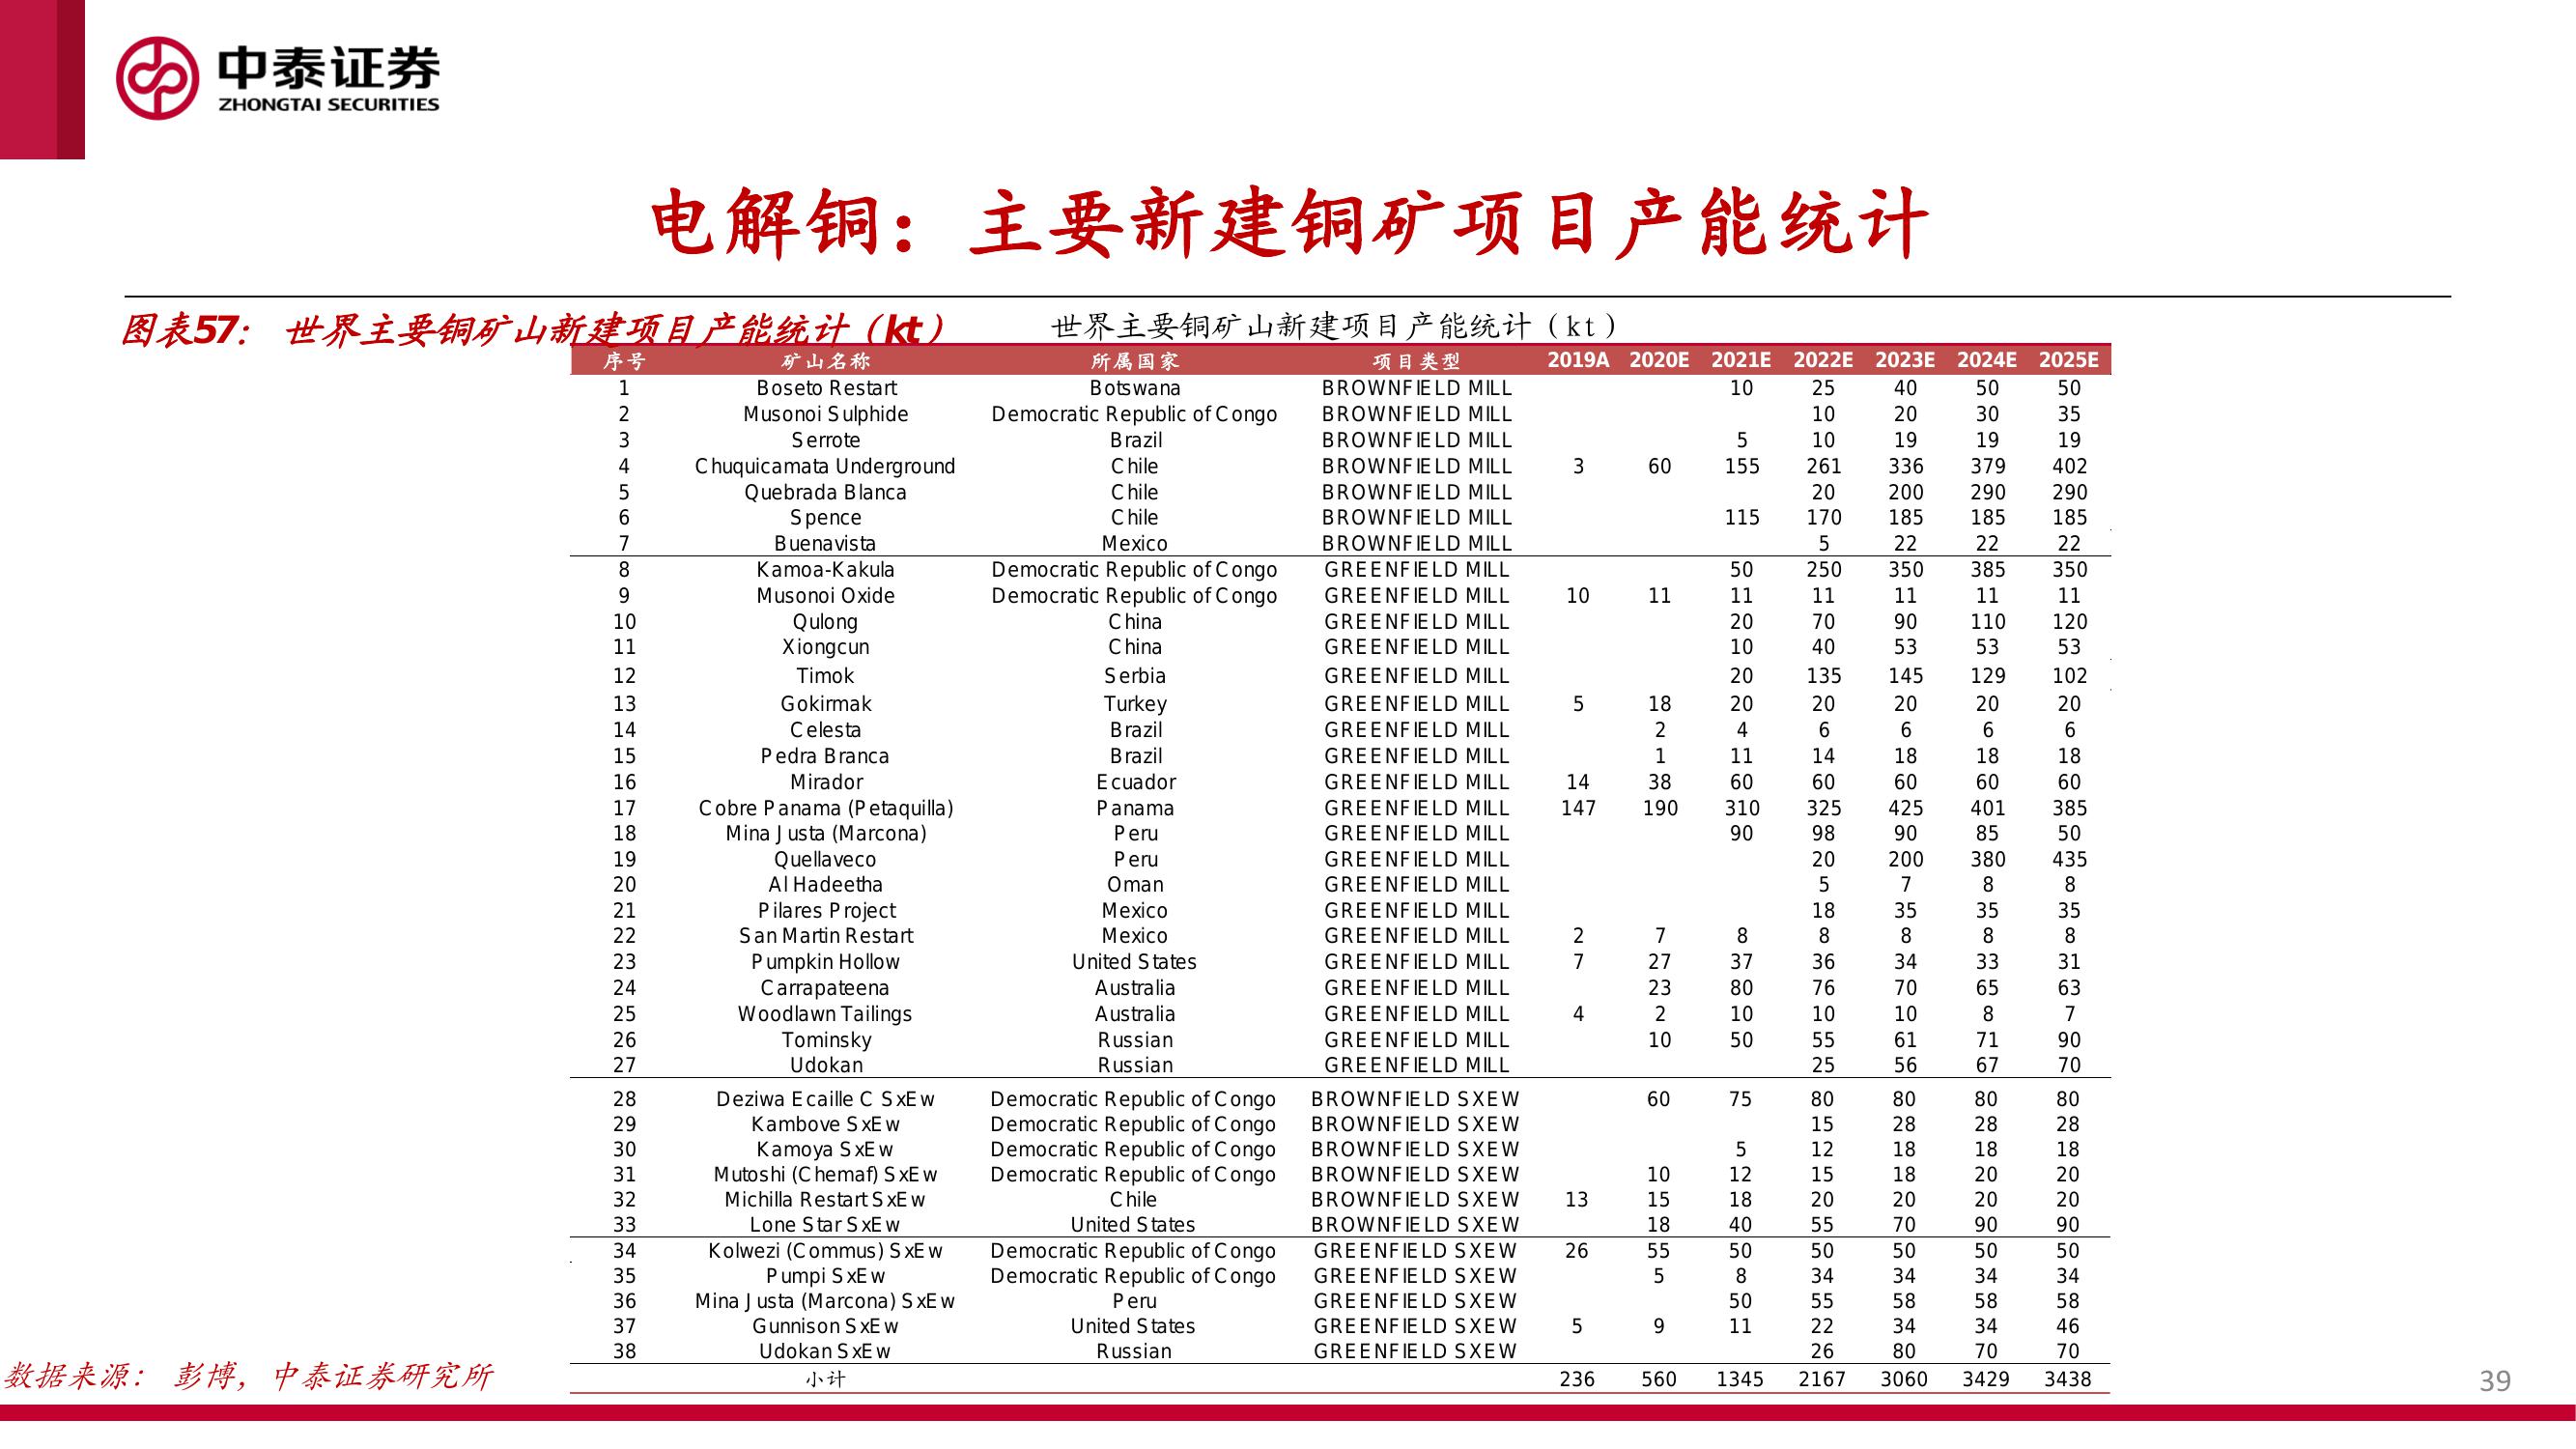 中泰证券
ZHONGTAI SECURITIES
电解铜：主要新建铜矿项目产能统计
图表57： 世界主要铜矿山新建项目产能统计（kt）
世界主要铜矿山新建项目产能统计（kt）
序号 矿山名称 所属国家 项目类型 2019A 2020E 2021E 2022E 2023E 2024E 2025E
1 Boseto Restart Botswana BROWNFIELD MILL 10 25 40 50 50
2 Musonoi Sulphide Democratic Republic of Congo BROWNFIELD MILL 10 20 30 35
3 Serrote Brazil BROWNFIELD MILL 5 10 19 19 19
4 Chuquicamata Underground Chile BROWNFIELD MILL 3 60 155 261 336 379 402
5 Quebrada Blanca Chile BROWNFIELD MILL 20 200 290 290
6 Spence Chile BROWNFIELD MILL 115 170 185 185 185
7 Buenavista Mexico BROWNFIELD MILL 5 22 22 22
8 Kamoa-Kakula Democratic Republic of Congo GREENFIELD MILL 50 250 350 385 350
9 Musonoi Oxide Democratic Republic of Congo GREENFIELD MILL 10 11 11 11 11 11 11
10 Qulong China GREENFIELD MILL 20 70 90 110 120
11 Xiongcun China GREENFIELD MILL 10 40 53 53 53
12 Timok Serbia GREENFIELD MILL 20 135 145 129 102
13 Gokirmak Turkey GREENFIELD MILL 5 18 20 20 20 20 20
14 Celesta Brazil GREENFIELD MILL 2 4 6 6 6 6
15 Pedra Branca Brazil GREENFIELD MILL 1 11 14 18 18 18
16 Mirador Ecuador GREENFIELD MILL 14 38 60 60 60 60 60
17 Cobre Panama (Petaquilla) Panama GREENFIELD MILL 147 190 310 325 425 401 385
18 Mina Justa (Marcona) Peru GREENFIELD MILL 90 98 90 85 50
19 Quellaveco Peru GREENFIELD MILL 20 200 380 435
20 Al Hadeetha Oman GREENFIELD MILL 5 7 8 8
21 Pilares Project Mexico GREENFIELD MILL 18 35 35 35
22 San Martin Restart Mexico GREENFIELD MILL 2 7 8 8 8 8 8
23 Pumpkin Hollow United States GREENFIELD MILL 7 27 37 36 34 33 31
24 Carrapateena Australia GREENFIELD MILL 23 80 76 70 65 63
25 Woodlawn Tailings Australia GREENFIELD MILL 4 2 10 10 10 8 7
26 Tominsky Russian GREENFIELD MILL 10 50 55 61 71 90
27 Udokan Russian GREENFIELD MILL 25 56 67 70
28 Deziwa Ecaille C SxEw Democratic Republic of Congo BROWNFIELD SXEW 60 75 80 80 80 80
29 Kambove SxEw Democratic Republic of Congo BROWNFIELD SXEW 15 28 28 28
30 Kamoya SxEw Democratic Republic of Congo BROWNFIELD SXEW 5 12 18 18 18
31 Mutoshi (Chemaf) SxEw Democratic Republic of Congo BROWNFIELD SXEW 10 12 15 18 20 20
32 Michilla Restart SxEw Chile BROWNFIELD SXEW 13 15 18 20 20 20 20
33 Lone Star SxEw United States BROWNFIELD SXEW 18 40 55 70 90 90
34 Kolwezi (Commus) SxEw Democratic Republic of Congo GREENFIELD SXEW 26 55 50 50 50 50 50
35 Pumpi SxEw Democratic Republic of Congo GREENFIELD SXEW 5 8 34 34 34 34
36 Mina Justa (Marcona) SxEw Peru GREENFIELD SXEW 50 55 58 58 58
37 Gunnison SxEw United States GREENFIELD SXEW 5 9 11 22 34 34 46
38 Udokan SxEw Russian GREENFIELD SXEW 26 80 70 70
小计 236 560 1345 2167 3060 3429 3438
数据来源： 彭博，中泰证券研究所
39